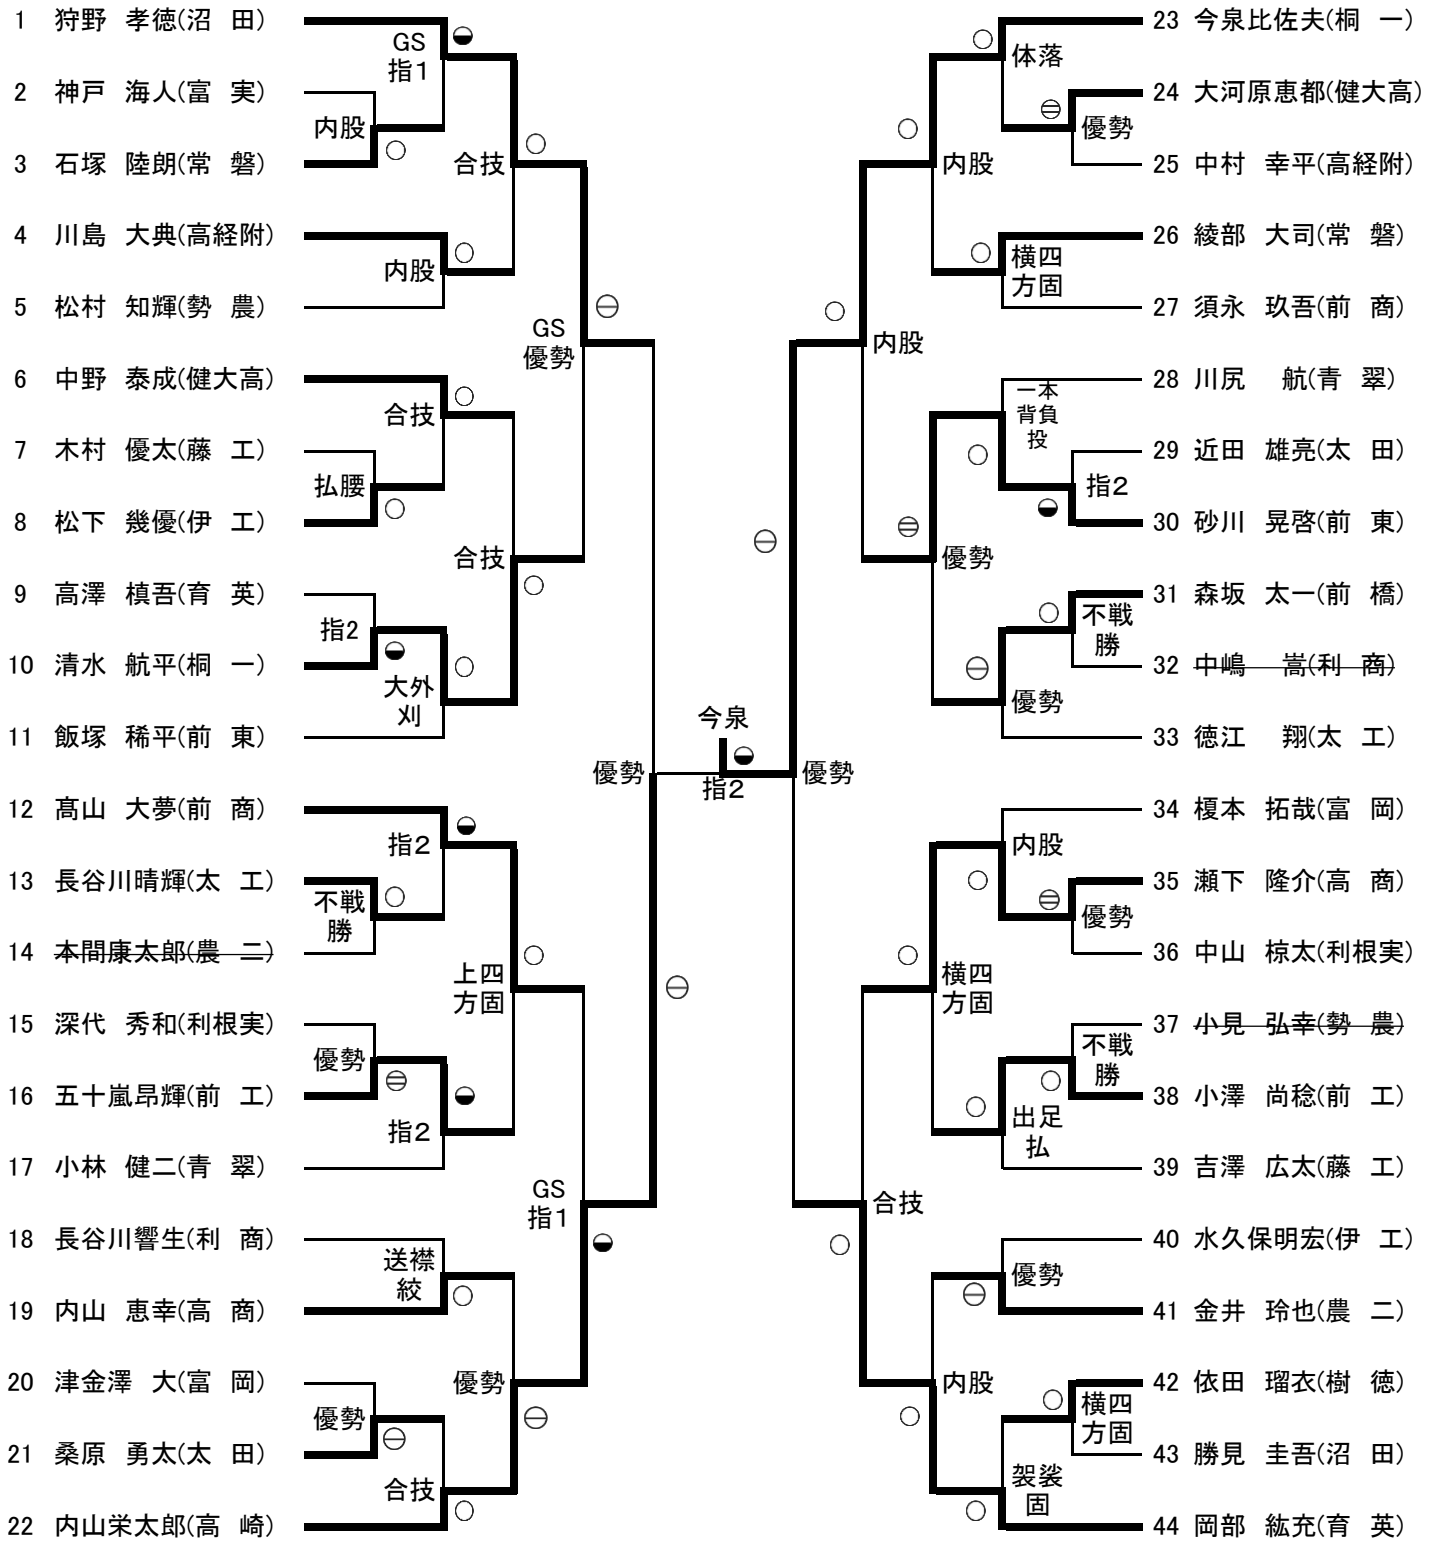 1 狩野 孝徳(沼 田)
GS
指1
2 神戸 海人(富 実)
内股
3 石塚 陸朗(常 磐)
合技
4 川島 大典(高経附)
内股
5 松村 知輝(勢 農)
GS
優勢
6 中野 泰成(健大高)
合技
7 木村 優太(藤 工)
払腰
8 松下 幾優(伊 工)
合技
9 高澤 槙吾(育 英)
指2
10 清水 航平(桐 一)
大外
刈
11 飯塚 稀平(前 東)
優勢
12 髙山 大夢(前 商)
指2
13 長谷川晴輝(太 工)
不戦
勝
14 本間康太郎(農 二)
上四
方固
15 深代 秀和(利根実)
優勢
16 五十嵐昂輝(前 工)
指2
17 小林 健二(青 翠)
GS
指1
18 長谷川響生(利 商)
送襟
絞
19 内山 恵幸(高 商)
20 津金澤 大(富 岡)
優勢
優勢
21 桑原 勇太(太 田)
合技
22 内山栄太郎(高 崎)
今泉
指2
23 今泉比佐夫(桐 一)
体落
24 大河原恵都(健大高)
優勢
25 中村 幸平(高経附)
内股
26 綾部 大司(常 磐)
横四
方固
27 須永 玖吾(前 商)
内股
28 川尻 航(青 翠)
一本
背負
投
29 近田 雄亮(太 田)
指2
30 砂川 晃啓(前 東)
優勢
31 森坂 太一(前 橋)
不戦
勝
32 中嶋 嵩(利 商)
優勢
33 徳江 翔(太 工)
優勢
34 榎本 拓哉(富 岡)
内股
35 瀬下 隆介(高 商)
優勢
36 中山 椋太(利根実)
横四
方固
37 小見 弘幸(勢 農)
不戦
勝
38 小澤 尚稔(前 工)
出足
払
39 吉澤 広太(藤 工)
合技
40 水久保明宏(伊 工)
優勢
41 金井 玲也(農 二)
内股
42 依田 瑠衣(樹 徳)
横四
方固
43 勝見 圭吾(沼 田)
袈裟
固
44 岡部 紘充(育 英)